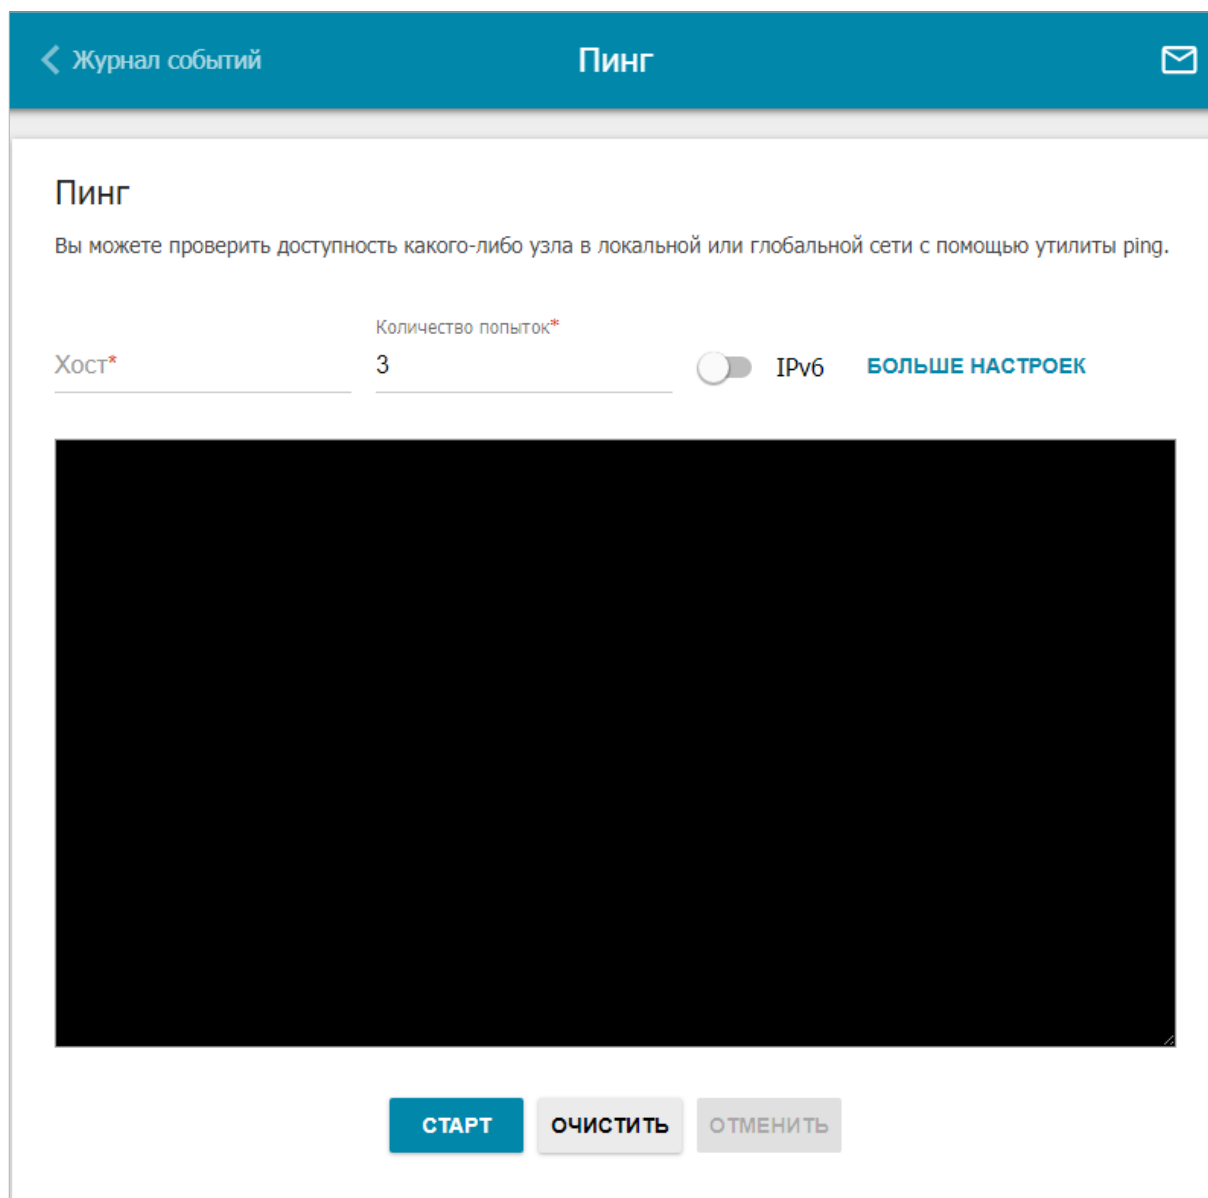 Журнал событий
Пинг
Пинг
Вы можете проверить доступность какого-либо узла в локальной или глобальной сети с помощью утилиты ping.
Количество попыток*
Хост*
3
IPv6
БОЛЬШЕ НАСТРОЕК
СТАРТ
ОЧИСТИТЬ
ОТМЕНИТЬ